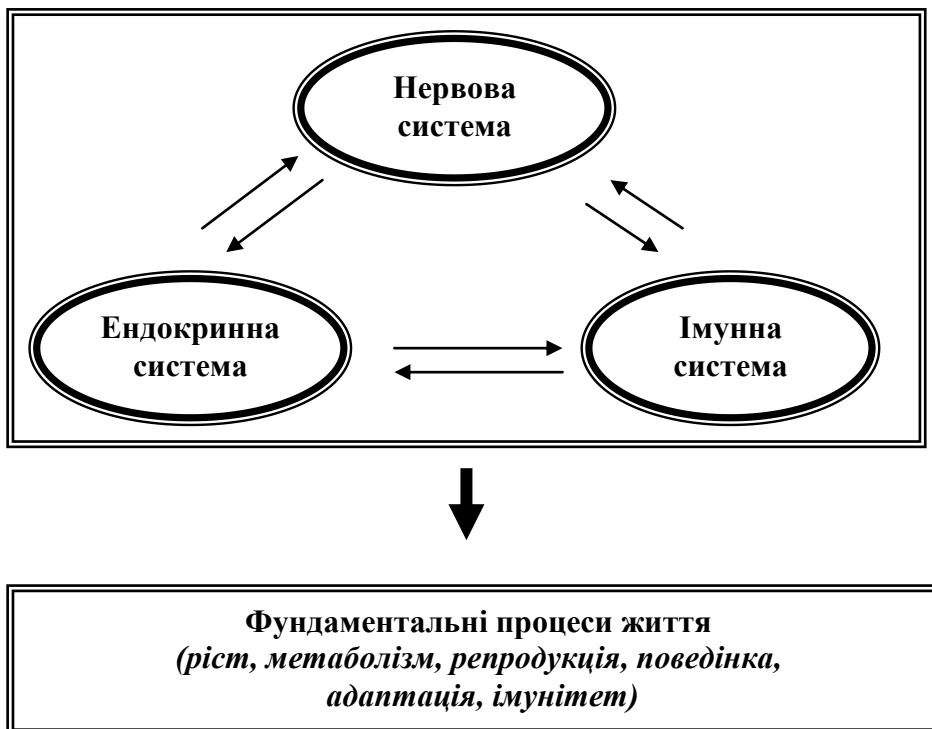 Нервова
система
Ендокринна
система
Імунна
система
Фундаментальні процеси життя
(ріст, метаболізм, репродукція, поведінка,
адаптація, імунітет)